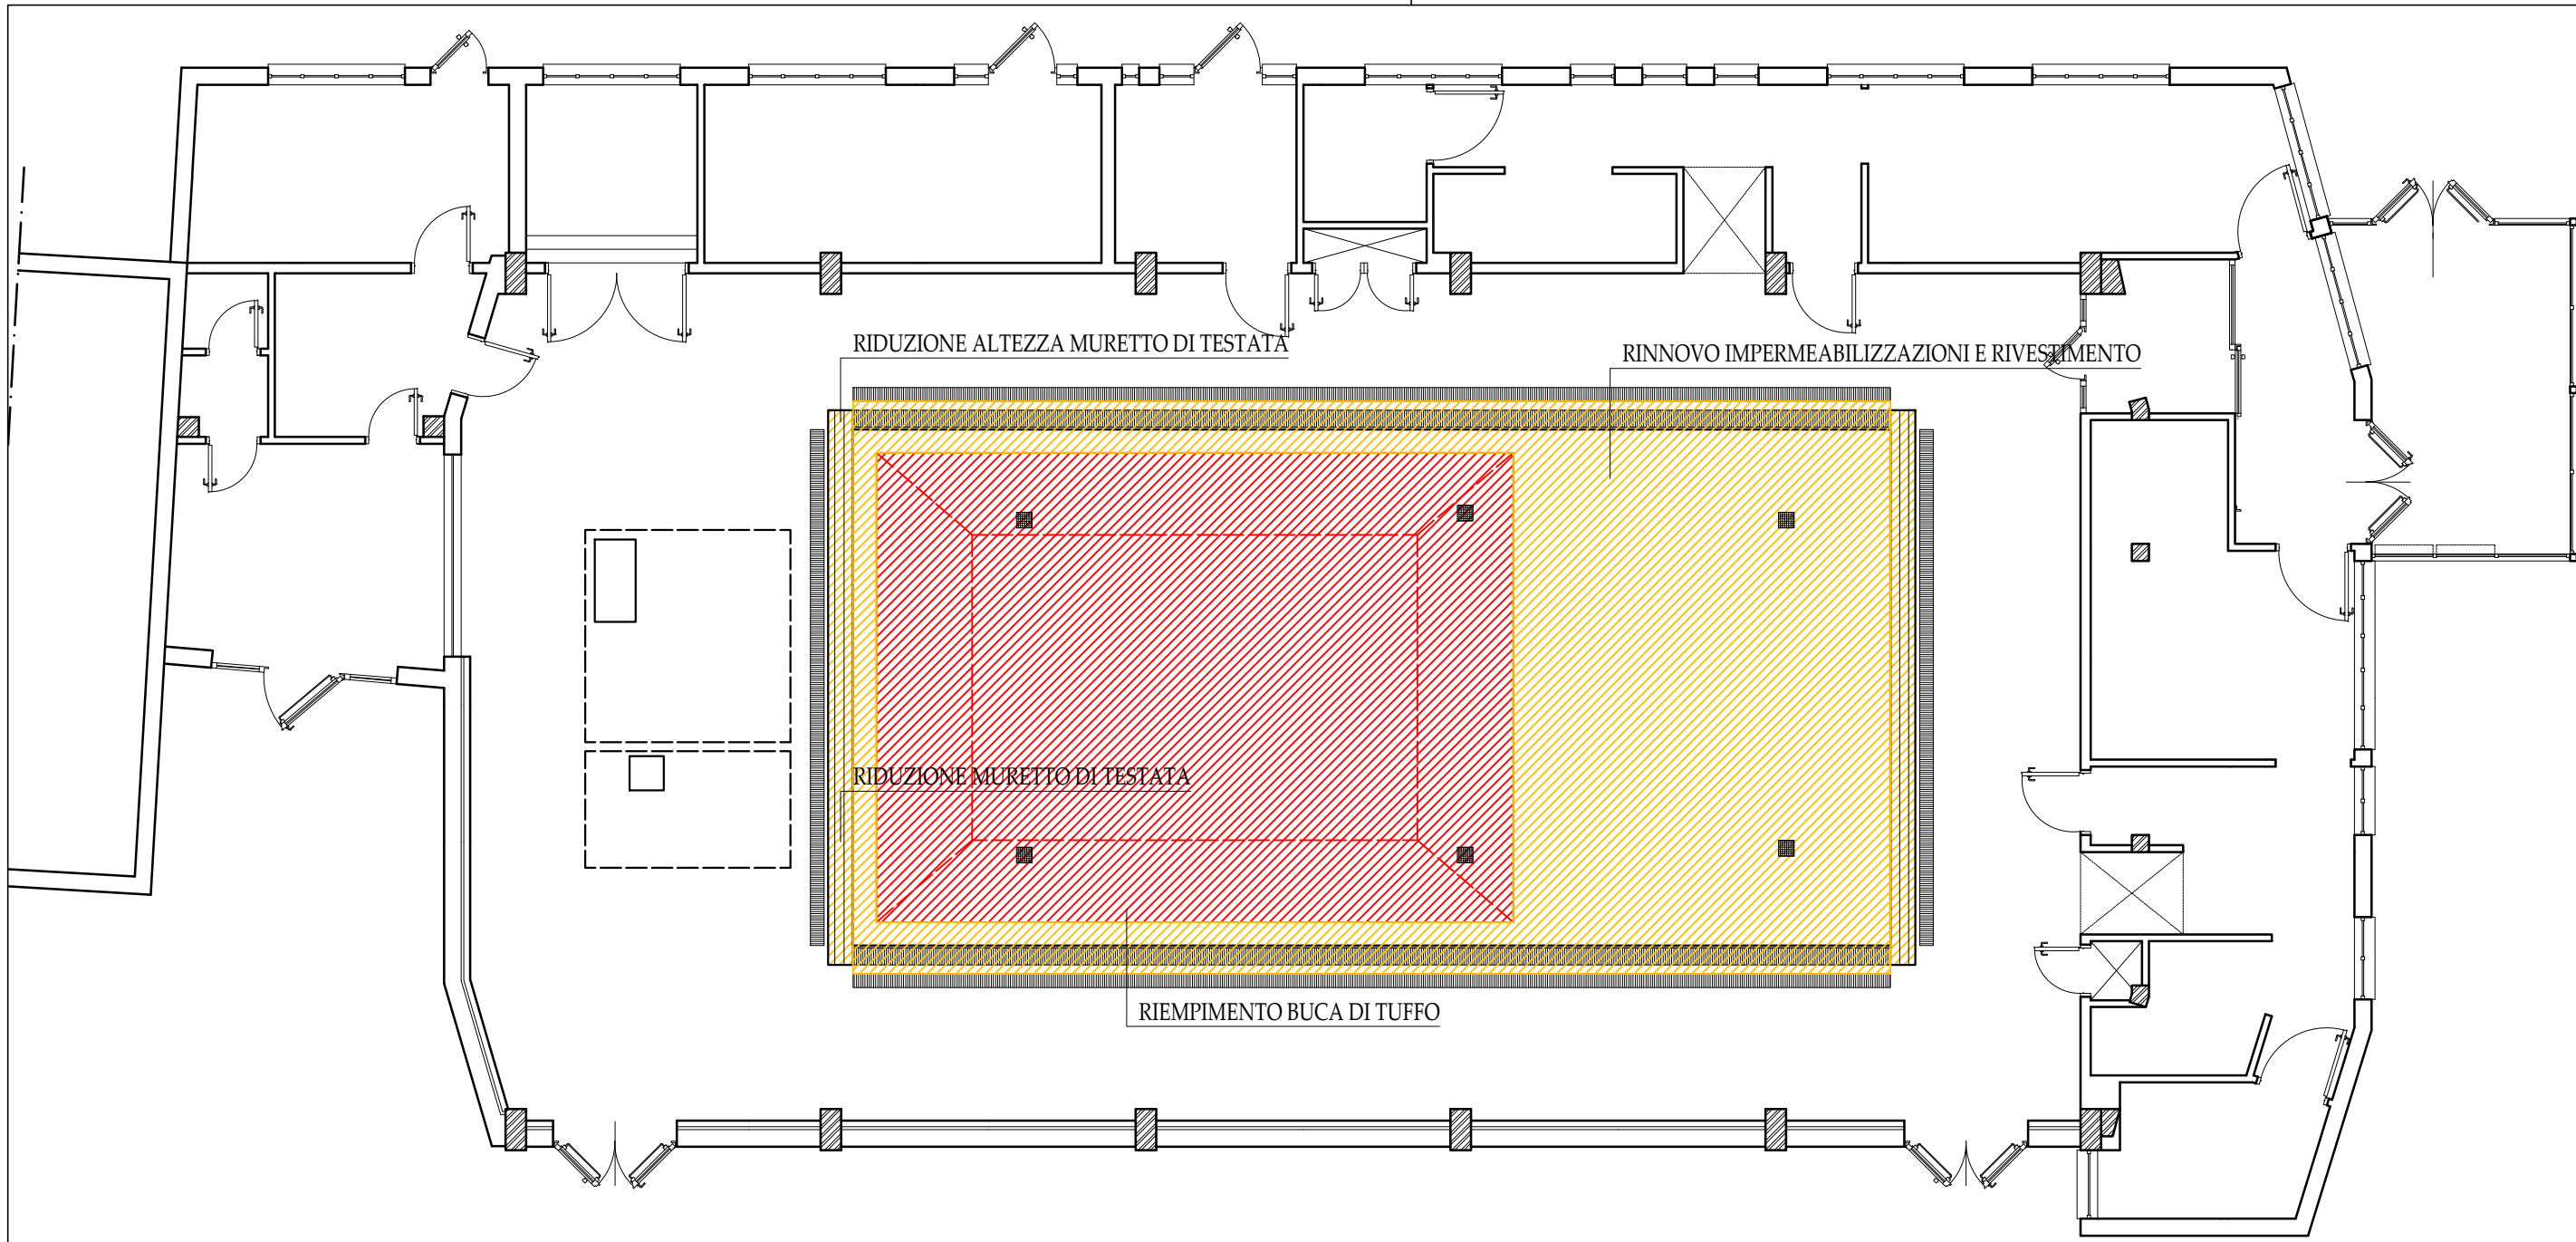 RIDUZIONE ALTEZZA MURETTO DI TESTATA
RINNOVO IMPERMEABILIZZAZIONI E RIVESTIMENTO
RIDUZIONE MURETTO DI TESTATA
RIEMPIMENTO BUCA DI TUFFO